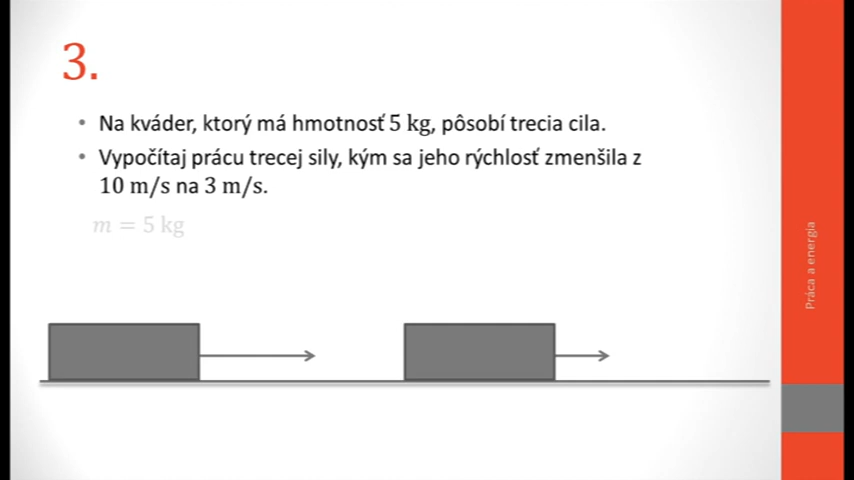 3.
• Na kváder, ktorý má hmotnosť 5 kg, pôsobí trecia cila.
• Vypočítaj prácu trecej sily, kým sa jeho rýchlosť zmenšila z
10 m/s na 3 m/s.
m = 5 kg
Práca a energia